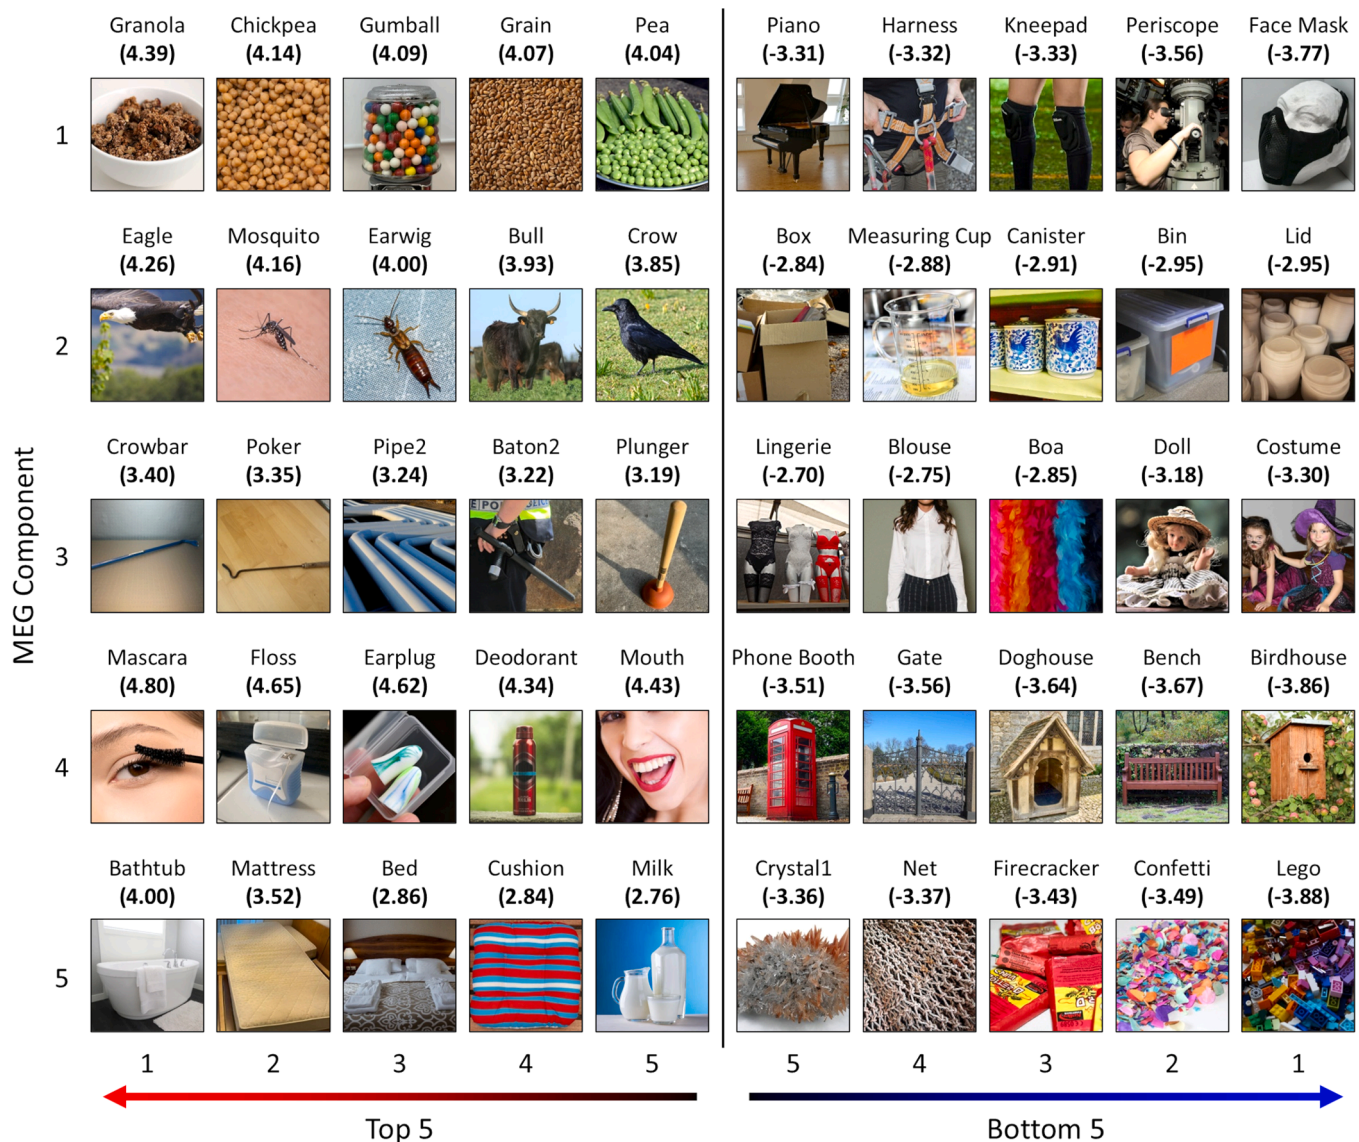 Granola Chickpea Gumball Grain Pea Piano Harness Kneepad Periscope Face Mask
(4.39) (4.14) (4.09) (4.07) (4.04) (-3.31) (-3.32) (-3.33) (-3.56) (-3.77)
1
Eagle Mosquito Earwig Bull Crow Box Measuring Cup Canister Bin Lid
(4.26) (4.16) (4.00) (3.93) (3.85) (-2.84) (-2.88) (-2.91) (-2.95) (-2.95)
2
Crowbar Poker Pipe2 Baton2 Plunger Lingerie Blouse Boa Doll Costume
(3.40) (3.35) (3.24) (3.22) (3.19) (-2.70) (-2.75) (-2.85) (-3.18) (-3.30)
3
MEG Component
Mascara Floss Earplug Deodorant Mouth Phone Booth Gate Doghouse Bench Birdhouse
(4.80) (4.65) (4.62) (4.34) (4.43) (-3.51) (-3.56) (-3.64) (-3.67) (-3.86)
4
Bathtub Mattress Bed Cushion Milk Crystal1 Net Firecracker Confetti Lego
(4.00) (3.52) (2.86) (2.84) (2.76) (-3.36) (-3.37) (-3.43) (-3.49) (-3.88)
5
1 2 3 4 5 5 4 3 2 1
Top 5 Bottom 5